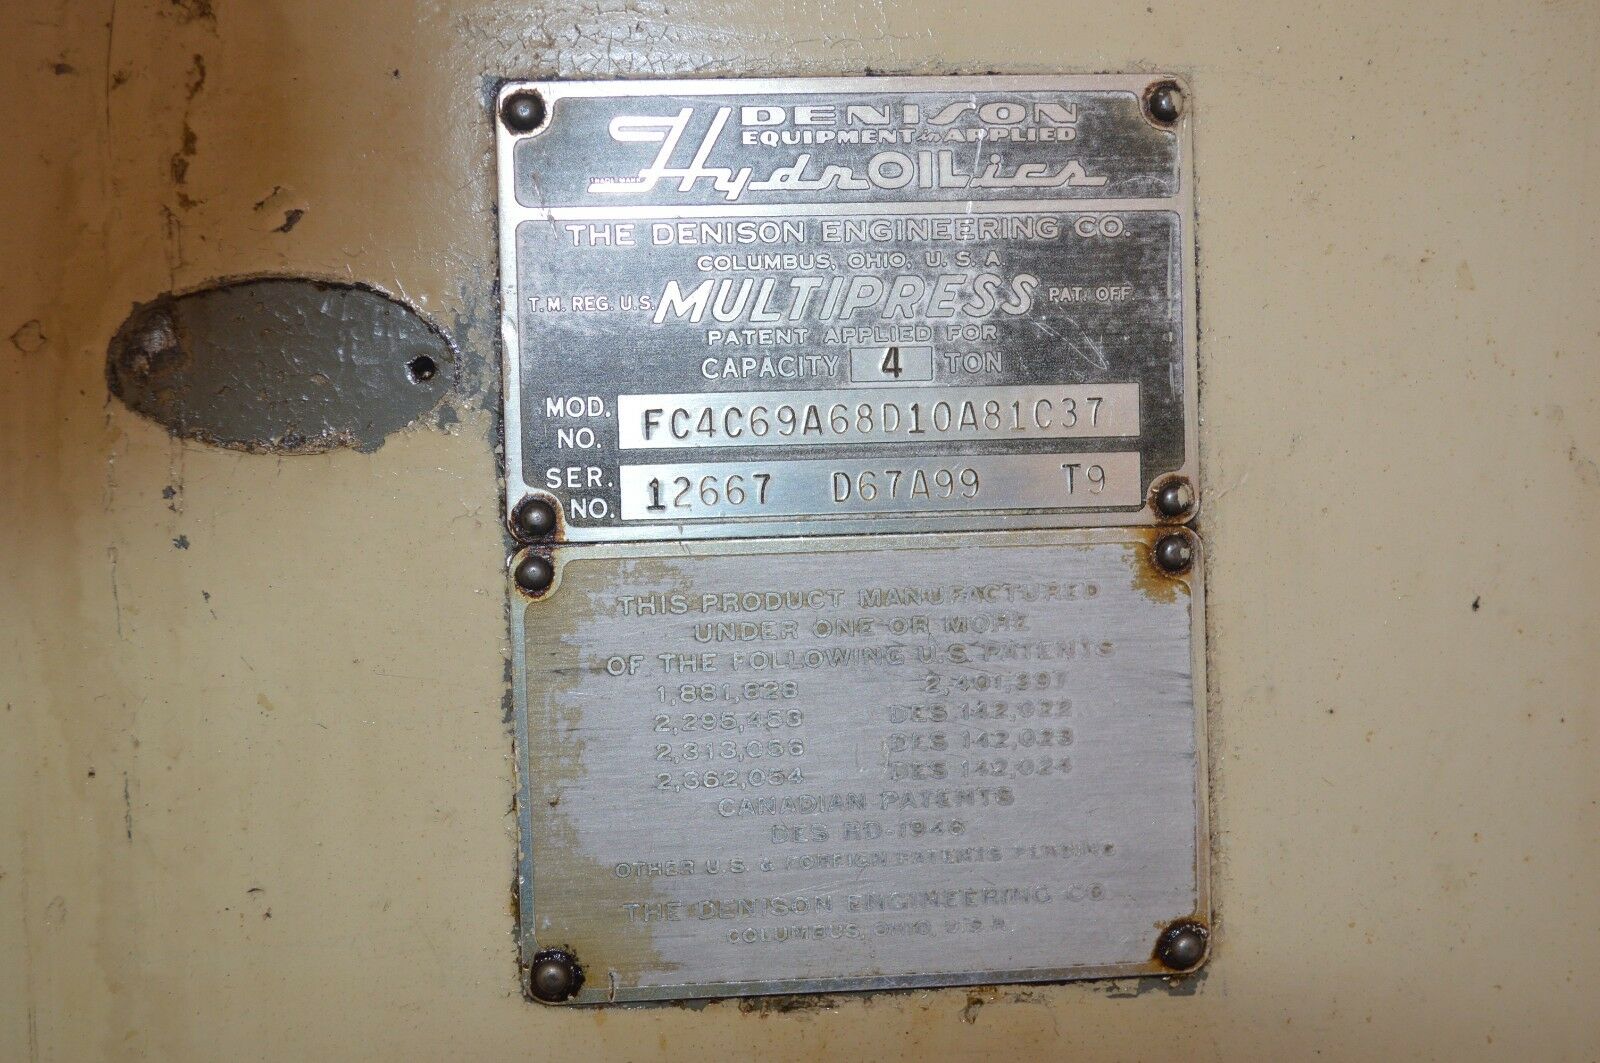 DENISON
EQUIPMENT in APPLIED
HydrOILics
TRADE MARK
THE DENISON ENGINEERING CO.
COLUMBUS, OHIO, U.S.A.
T.M. REG. U.S. MULTIPRESS PAT. OFF.
PATENT APPLIED FOR
CAPACITY 4 TON
MOD. NO. FC4C69A68D10A81C37
SER. NO. 12667 D67A99 T9
THIS PRODUCT MANUFACTURED
UNDER ONE OR MORE
OF THE FOLLOWING U.S. PATENTS
1,881,828 2,401,397
2,295,453 DES 142,022
2,313,056 DES 142,023
2,362,054 DES 142,024
CANADIAN PATENTS
DES RD-1946
OTHER U.S. & FOREIGN PATENTS PENDING
THE DENISON ENGINEERING CO.
COLUMBUS, OHIO, U.S.A.